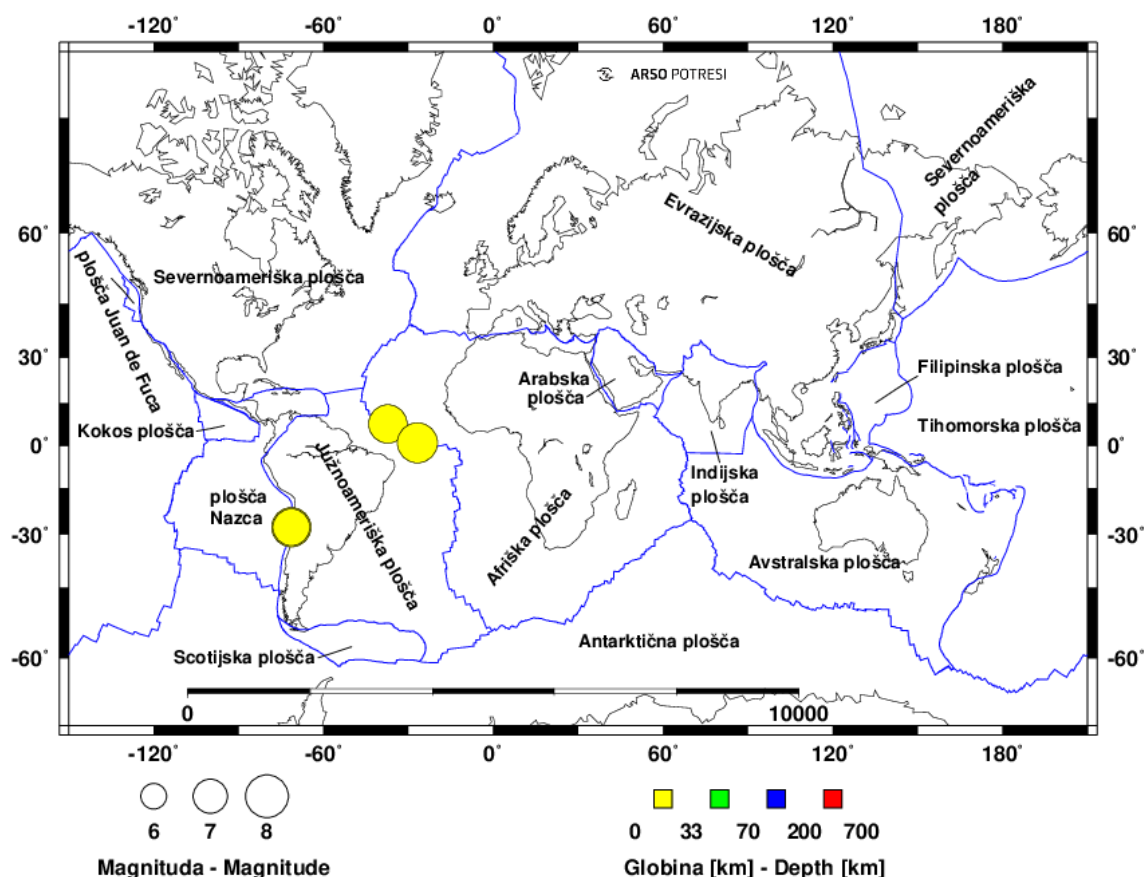 -120° -60° 0° 60° 120° 180°
ARSO POTRESI
Severnoameriška
plošča
Evrazijska plošča
60° 60°
Severnoameriška plošča
plošča Juan de Fuca
30° 30°
Filipinska plošča
Arabska
plošča
Kokos plošča
Tihomorska plošča
0° 0°
Južnoameriška plošča
Indijska
plošča
plošča
Nazca
Afriška plošča
-30° -30°
Avstralska plošča
Antarktična plošča
Scotijska plošča
-60° -60°
0 10000
-120° -60° 0° 60° 120° 180°
6 7 8
0 33 70 200 700
Magnituda - Magnitude
Globina [km] - Depth [km]